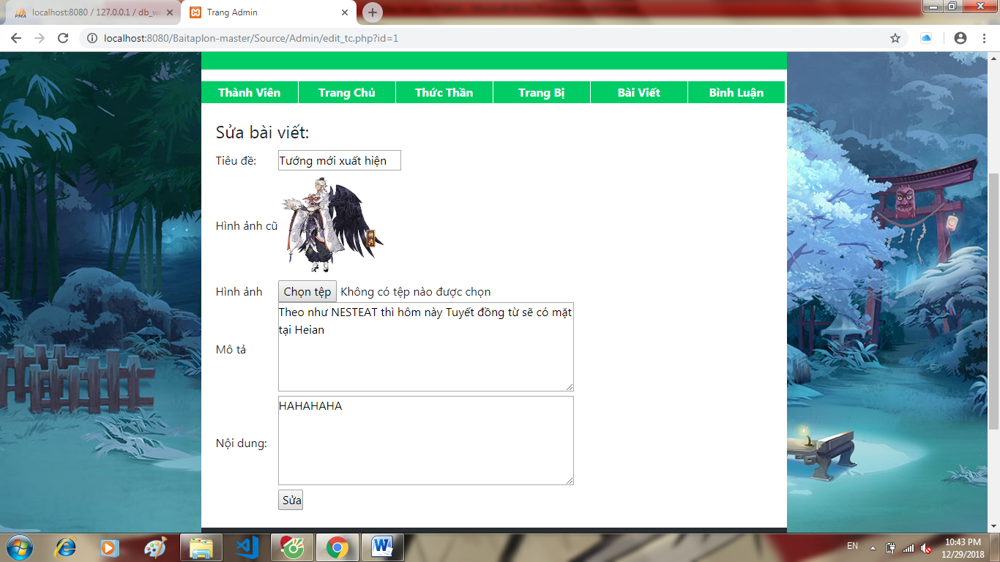 localhost:8080 / 127.0.0.1 / db_w
Trang Admin
localhost:8080/Baitaplon-master/Source/Admin/edit_tc.php?id=1
Thành Viên
Trang Chủ
Thức Thần
Trang Bị
Bài Viết
Bình Luận
Sửa bài viết:
Tiêu đề:
Tướng mới xuất hiện
Hình ảnh cũ
Hình ảnh
Chọn tệp Không có tệp nào được chọn
Mô tả
Theo như NESTEAT thì hôm này Tuyết đồng từ sẽ có mặt
tại Heian
Nội dung:
HAHAHAHA
Sửa
EN
10:43 PM
12/29/2018